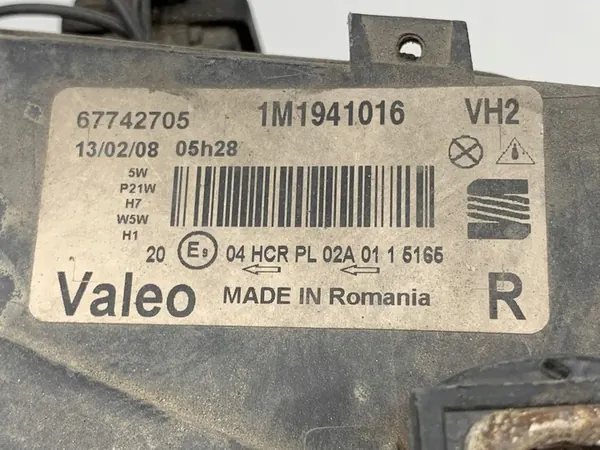 67742705 1M1941016 VH2
13/02/08 05h28
5W
P21W
H7
W5W
H1
20 E9 04 HCR PL 02A 01 1 5165
Valeo MADE IN Romania R